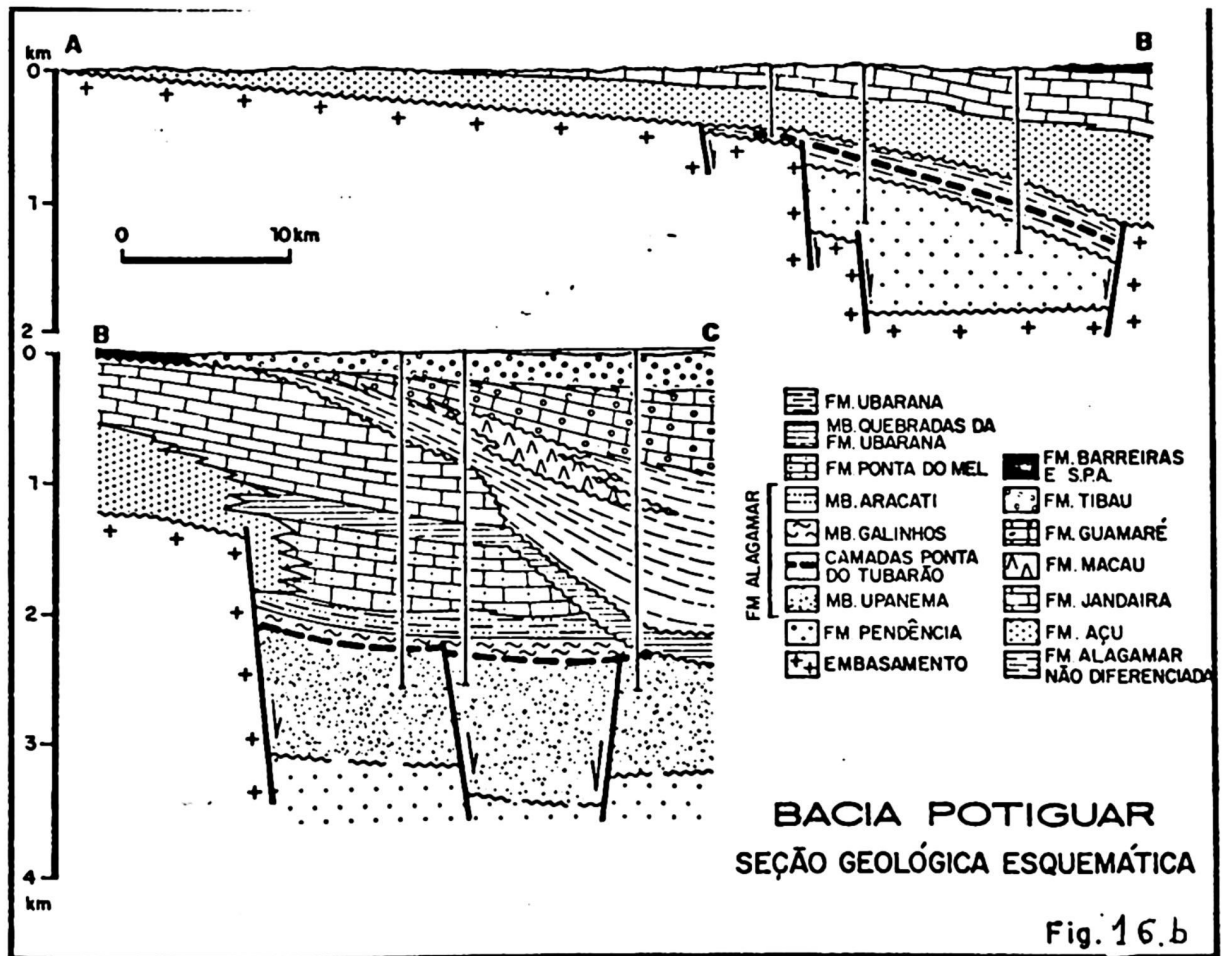 A
B
km
0
1
2
0 10km
B
C
0
1
2
3
4
km
FM. UBARANA
MB. QUEBRADAS DA
FM. UBARANA
FM PONTA DO MEL
FM ALAGAMAR
MB. ARACATI
MB. GALINHOS
CAMADAS PONTA
DO TUBARÃO
MB. UPANEMA
FM PENDÊNCIA
EMBASAMENTO
FM. BARREIRAS
E S.P.A.
FM. TIBAU
FM. GUAMARÉ
FM. MACAU
FM. JANDAIRA
FM. AÇU
FM. ALAGAMAR
NÃO DIFERENCIADA
BACIA POTIGUAR
SEÇÃO GEOLÓGICA ESQUEMÁTICA
Fig. 16.b